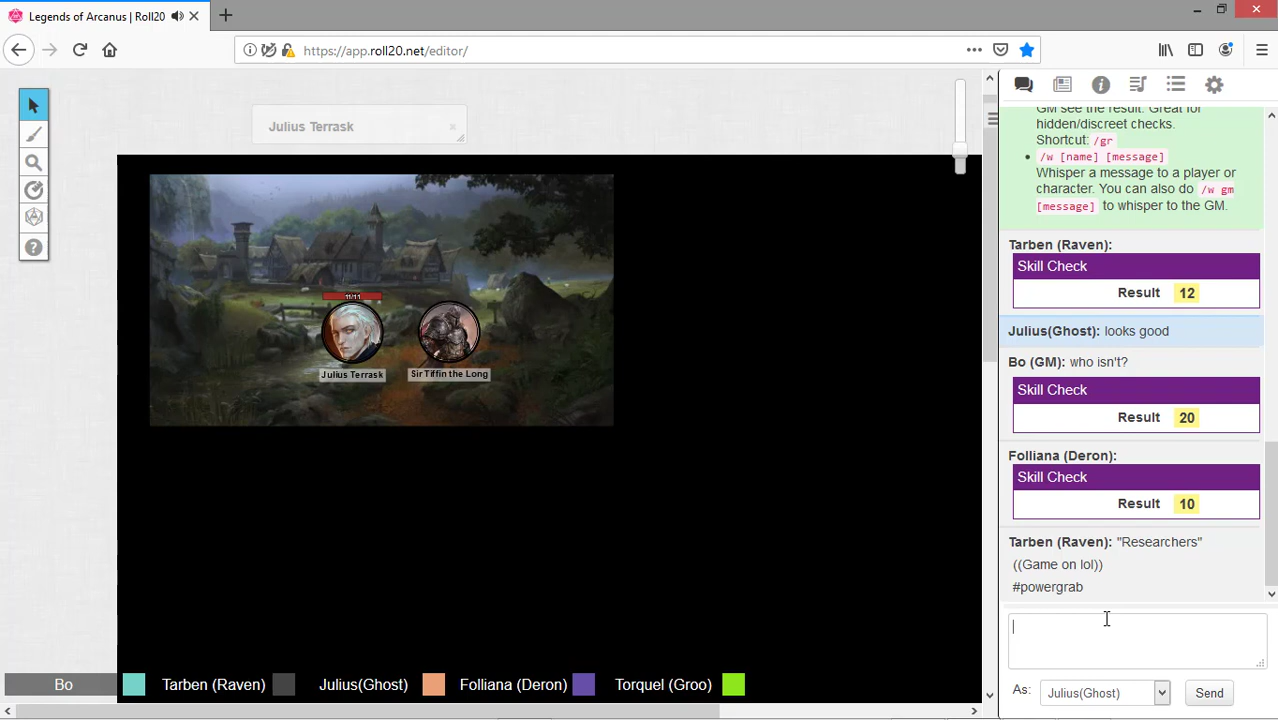 Legends of Arcanus | Roll20
https://app.roll20.net/editor/
Julius Terrask
11/11
Julius Terrask
Sir Tiffin the Long
Bo
Tarben (Raven)
Julius(Ghost)
Folliana (Deron)
Torquel (Groo)
GM see the result. Great for
hidden/discreet checks.
Shortcut: /gr
• /w [name] [message]
Whisper a message to a player or
character. You can also do /w gm
[message] to whisper to the GM.
Tarben (Raven):
Skill Check
Result 12
Julius(Ghost): looks good
Bo (GM): who isn't?
Skill Check
Result 20
Folliana (Deron):
Skill Check
Result 10
Tarben (Raven): "Researchers"
((Game on lol))
#powergrab
As: Julius(Ghost) Send